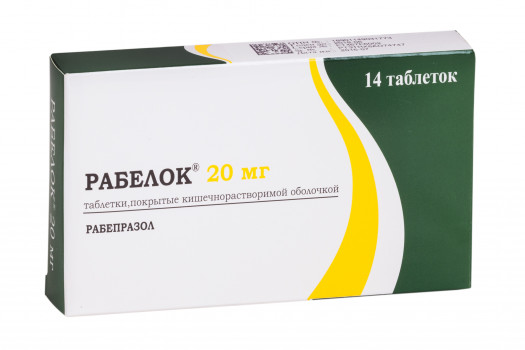 14 таблеток
РАБЕЛОК® 20 мг
таблетки,покрытые кишечнорастворимой оболочкой
РАБЕПРАЗОЛ
РАБЕЛОК® 20 мг